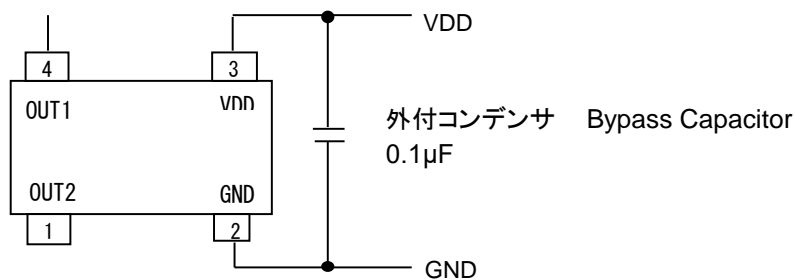 VDD
4
3
OUT1
VDD
外付コンデンサ Bypass Capacitor
0.1µF
OUT2
GND
1
2
GND